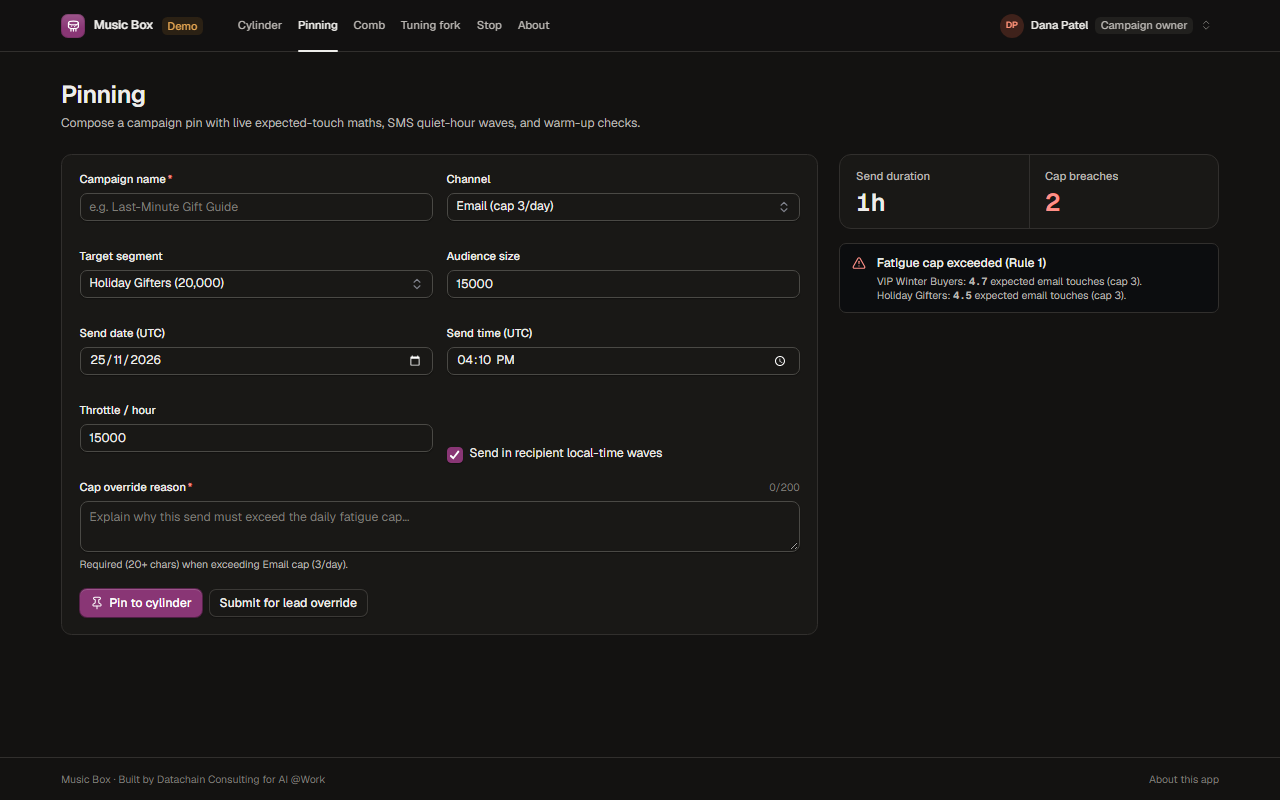 Music Box Demo Cylinder Pinning Comb Tuning fork Stop About DP Dana Patel Campaign owner
Pinning
Compose a campaign pin with live expected-touch maths, SMS quiet-hour waves, and warm-up checks.
Campaign name* Channel
e.g. Last-Minute Gift Guide Email (cap 3/day)
Target segment Audience size
Holiday Gifters (20,000) 15000
Send date (UTC) Send time (UTC)
25/11/2026 04:10 PM
Throttle / hour
15000
Send in recipient local-time waves
Cap override reason* 0/200
Explain why this send must exceed the daily fatigue cap...
Required (20+ chars) when exceeding Email cap (3/day).
Pin to cylinder Submit for lead override
Send duration Cap breaches
1h 2
Fatigue cap exceeded (Rule 1)
VIP Winter Buyers: 4.7 expected email touches (cap 3).
Holiday Gifters: 4.5 expected email touches (cap 3).
Music Box · Built by Datachain Consulting for AI @Work About this app